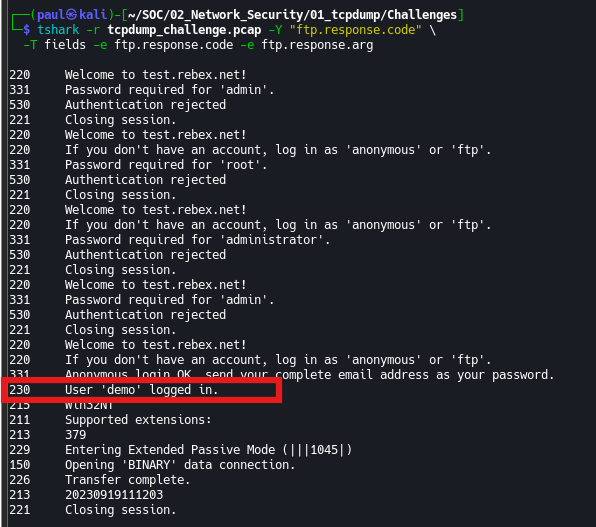 ┌──(paul㉿kali)-[~/SOC/02_Network_Security/01_tcpdump/Challenges]
└─$ tshark -r tcpdump_challenge.pcap -Y "ftp.response.code" \
-T fields -e ftp.response.code -e ftp.response.arg
220 Welcome to test.rebex.net!
331 Password required for 'admin'.
530 Authentication rejected
221 Closing session.
220 Welcome to test.rebex.net!
220 If you don't have an account, log in as 'anonymous' or 'ftp'.
331 Password required for 'root'.
530 Authentication rejected
221 Closing session.
220 Welcome to test.rebex.net!
220 If you don't have an account, log in as 'anonymous' or 'ftp'.
331 Password required for 'administrator'.
530 Authentication rejected
221 Closing session.
220 Welcome to test.rebex.net!
331 Password required for 'admin'.
530 Authentication rejected
221 Closing session.
220 Welcome to test.rebex.net!
220 If you don't have an account, log in as 'anonymous' or 'ftp'.
331 Anonymous login OK, send your complete email address as your password.
230 User 'demo' logged in.
215 Win32NT
211 Supported extensions:
213 379
229 Entering Extended Passive Mode (|||1045|)
150 Opening 'BINARY' data connection.
226 Transfer complete.
213 20230919111203
221 Closing session.